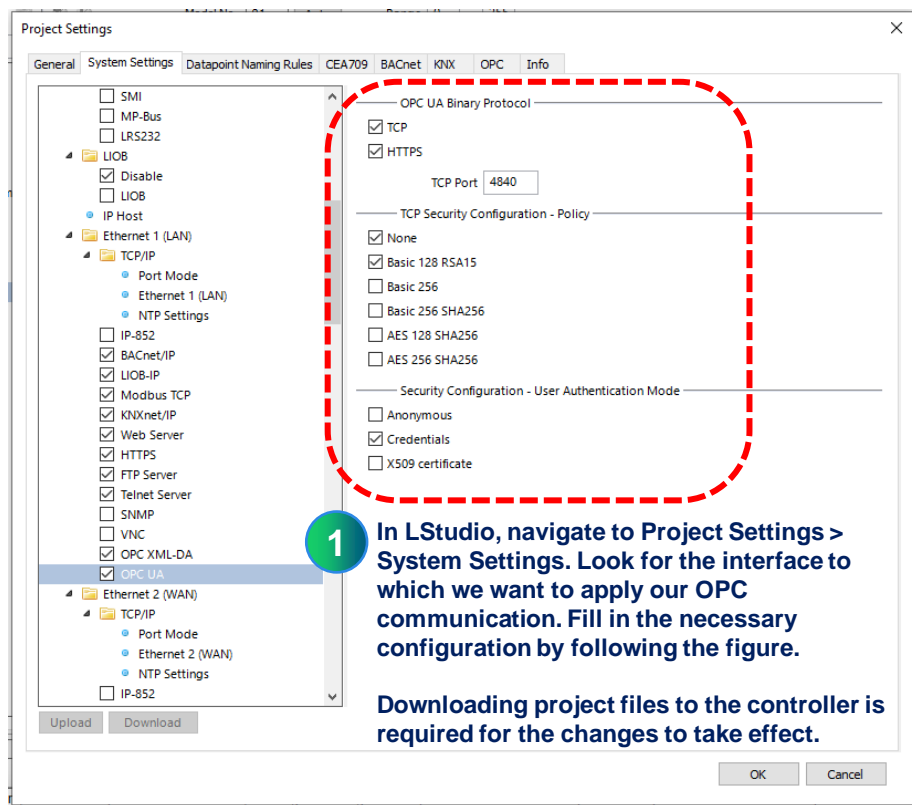 Project Settings
General System Settings Datapoint Naming Rules CEA709 BACnet KNX OPC Info
SMI
MP-Bus
LRS232
LIOB
Disable
LIOB
IP Host
Ethernet 1 (LAN)
TCP/IP
Port Mode
Ethernet 1 (LAN)
NTP Settings
IP-852
BACnet/IP
LIOB-IP
Modbus TCP
KNXnet/IP
Web Server
HTTPS
FTP Server
Telnet Server
SNMP
VNC
OPC XML-DA
OPC UA
Ethernet 2 (WAN)
TCP/IP
Port Mode
Ethernet 2 (WAN)
NTP Settings
IP-852
Upload Download
OPC UA Binary Protocol
TCP
HTTPS
TCP Port 4840
TCP Security Configuration - Policy
None
Basic 128 RSA15
Basic 256
Basic 256 SHA256
AES 128 SHA256
AES 256 SHA256
Security Configuration - User Authentication Mode
Anonymous
Credentials
X509 certificate
1
In LStudio, navigate to Project Settings >
System Settings. Look for the interface to
which we want to apply our OPC
communication. Fill in the necessary
configuration by following the figure.
Downloading project files to the controller is
required for the changes to take effect.
OK Cancel